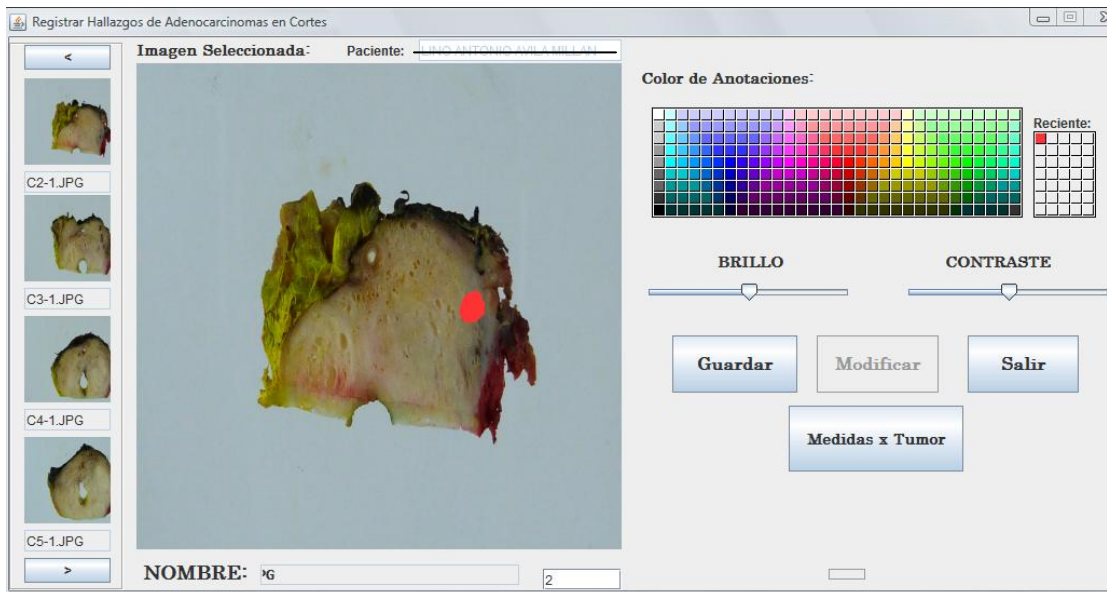 Registrar Hallazgos de Adenocarcinomas en Cortes
<
Imagen Seleccionada:
Paciente:
C2-1.JPG
C3-1.JPG
C4-1.JPG
C5-1.JPG
>
NOMBRE:
PG
2
Color de Anotaciones:
Reciente:
BRILLO
CONTRASTE
Guardar
Modificar
Salir
Medidas x Tumor